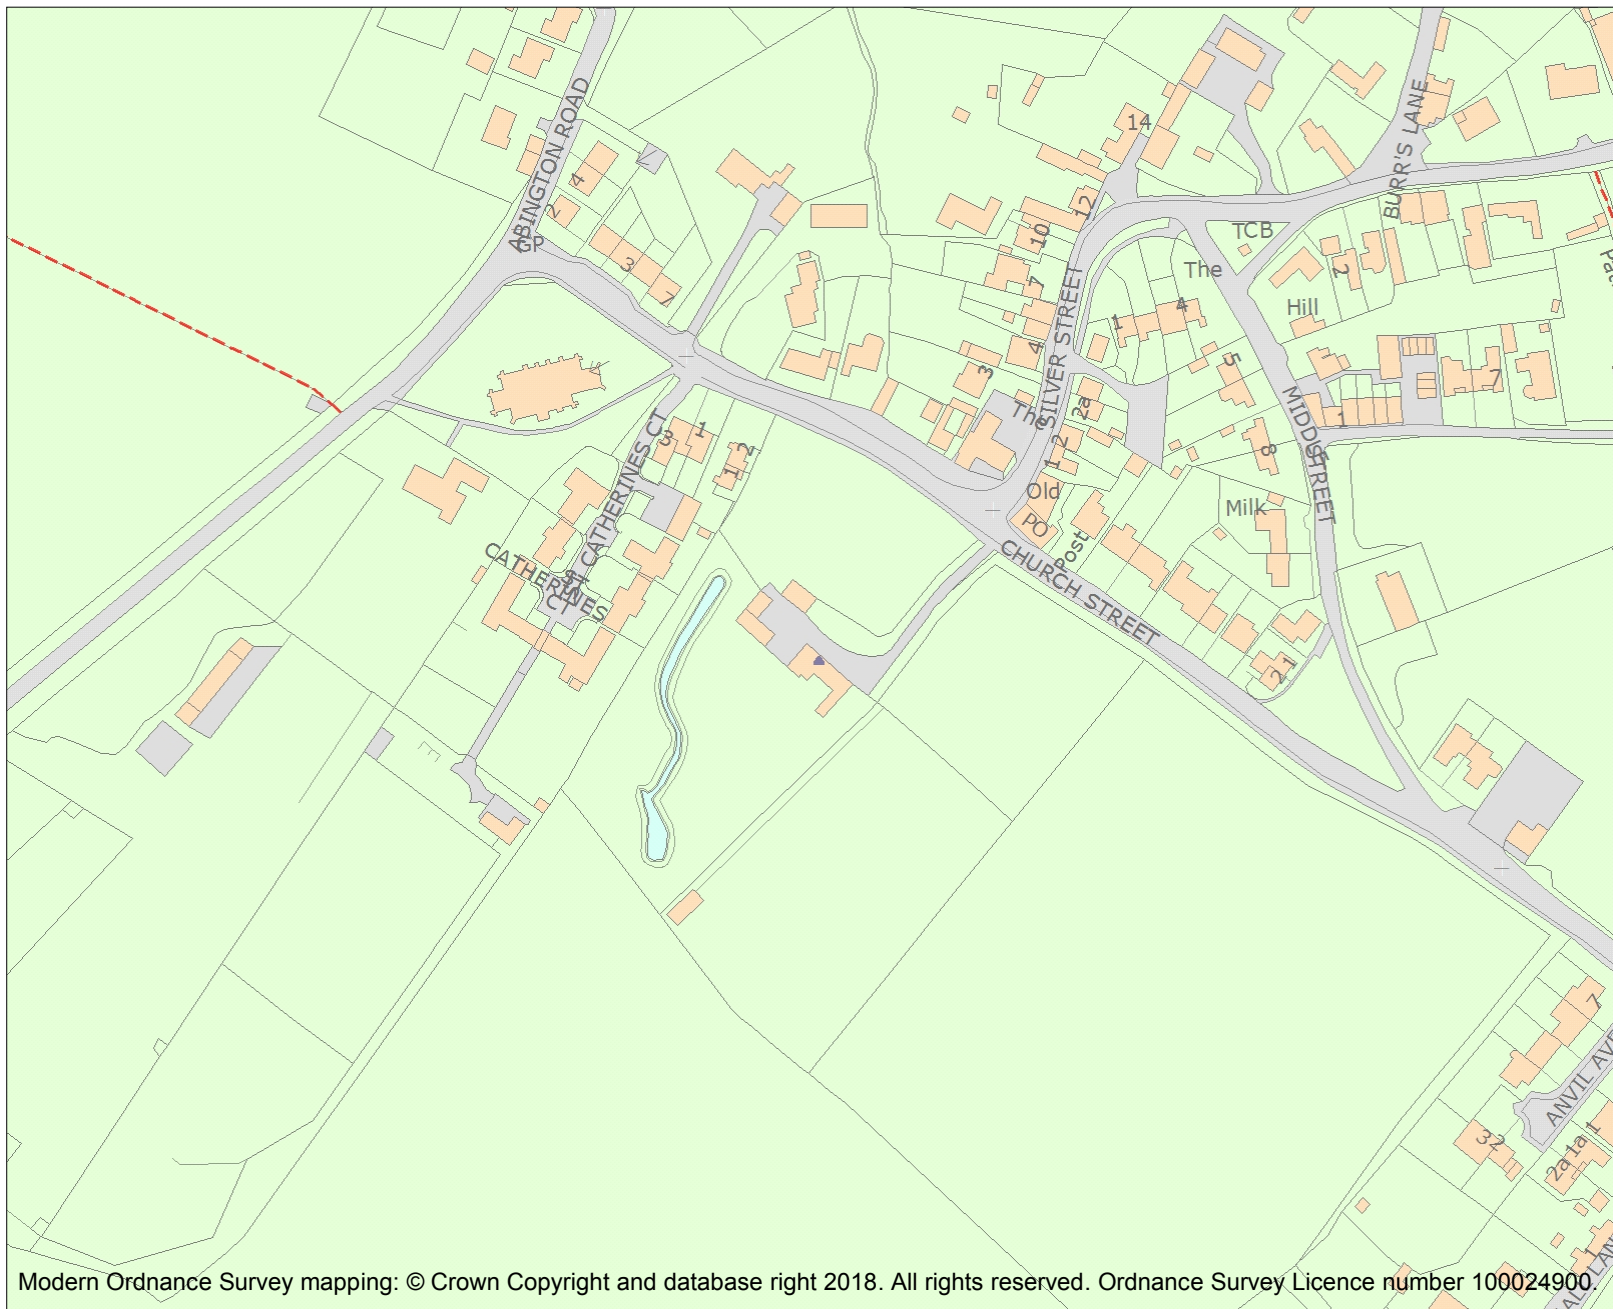 ABINGTON ROAD
GP
4
2
3
7
14
12
10
7
4
3
SILVER STREET
The
2a
2
1
Old
PO
Post
TCB
The
Hill
BURR'S LANE
1
4
5
2
7
1
8
Milk
MIDDLE STREET
CHURCH STREET
2 1
3
1
2
1
ST CATHERINES CT
ST CATHERINES CT
7
ANVIL AVE
32
2a 1a 1
1
Modern Ordnance Survey mapping: © Crown Copyright and database right 2018. All rights reserved. Ordnance Survey Licence number 100024900.